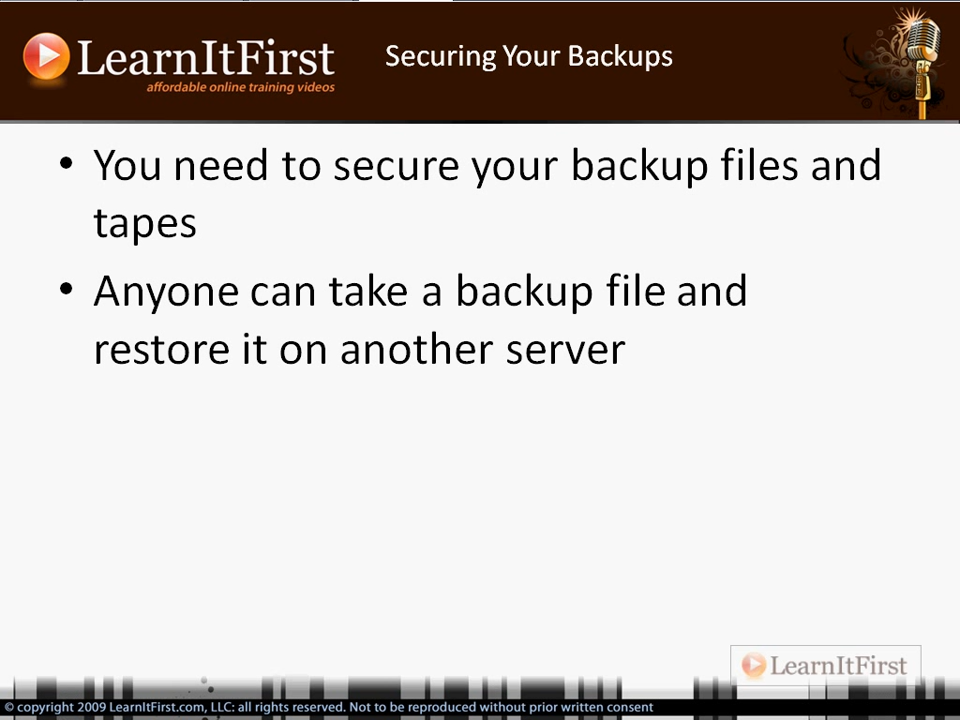 LearnItFirst
affordable online training videos
Securing Your Backups
• You need to secure your backup files and
tapes
• Anyone can take a backup file and
restore it on another server
LearnItFirst
© copyright 2009 LearnItFirst.com, LLC: all rights reserved. Not to be reproduced without prior written consent